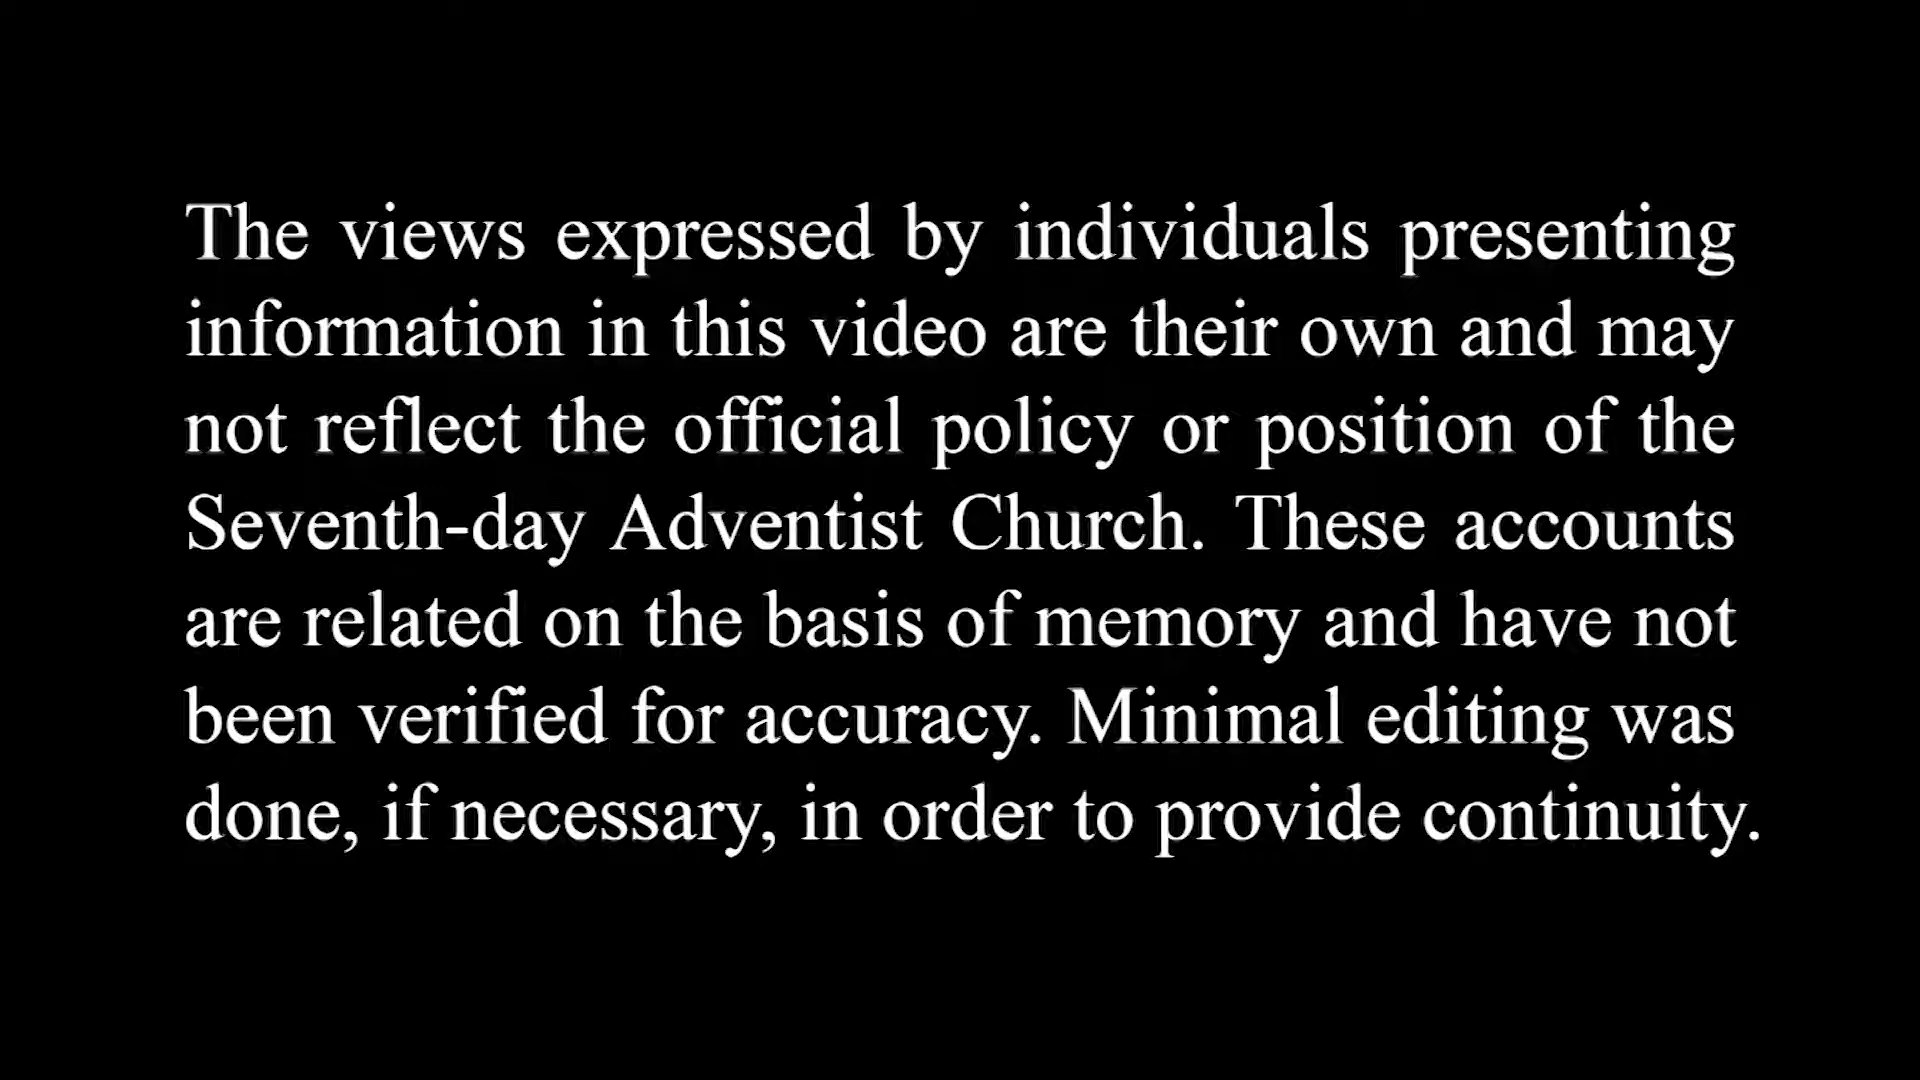 The views expressed by individuals presenting
information in this video are their own and may
not reflect the official policy or position of the
Seventh-day Adventist Church. These accounts
are related on the basis of memory and have not
been verified for accuracy. Minimal editing was
done, if necessary, in order to provide continuity.